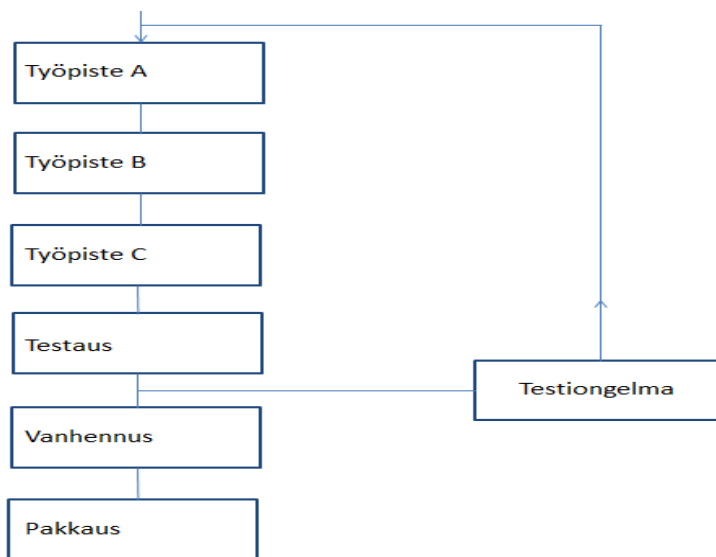 Työpiste A
Työpiste B
Työpiste C
Testaus
Testiongelma
Vanhennus
Pakkaus